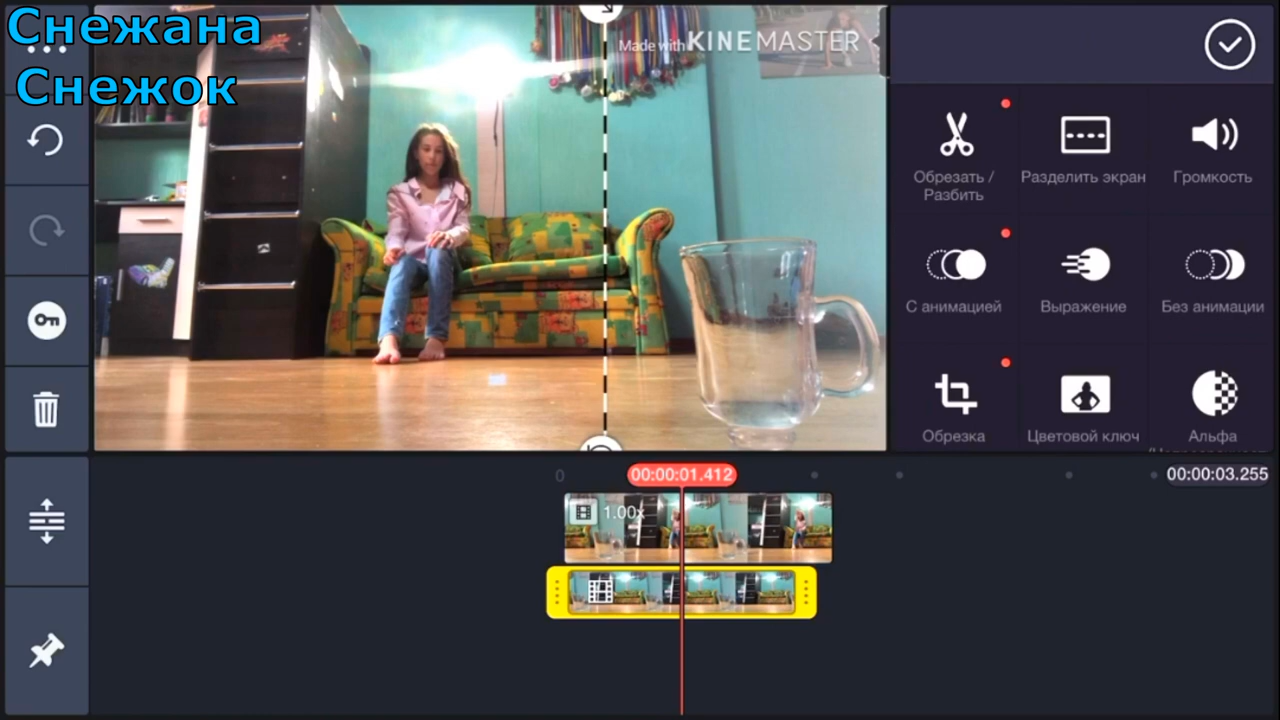 Снежана
Снежок
Made with KINEMASTER
Обрезать /
Разбить
Разделить экран
Громкость
С анимацией
Выражение
Без анимации
Обрезка
Цветовой ключ
Альфа
0
00:00:01.412
00:00:03.255
1.00x